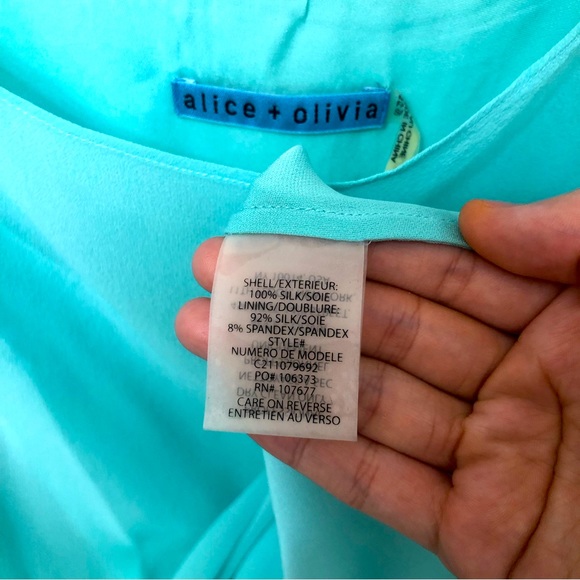 alice + olivia
SHELL/EXTERIEUR:
100% SILK/SOIE
LINING/DOUBLURE:
92% SILK/SOIE
8% SPANDEX/SPANDEX
STYLE#
NUMERO DE MODELE
C211079692
PO# 106373
RN# 107677
CARE ON REVERSE
ENTRETIEN AU VERSO